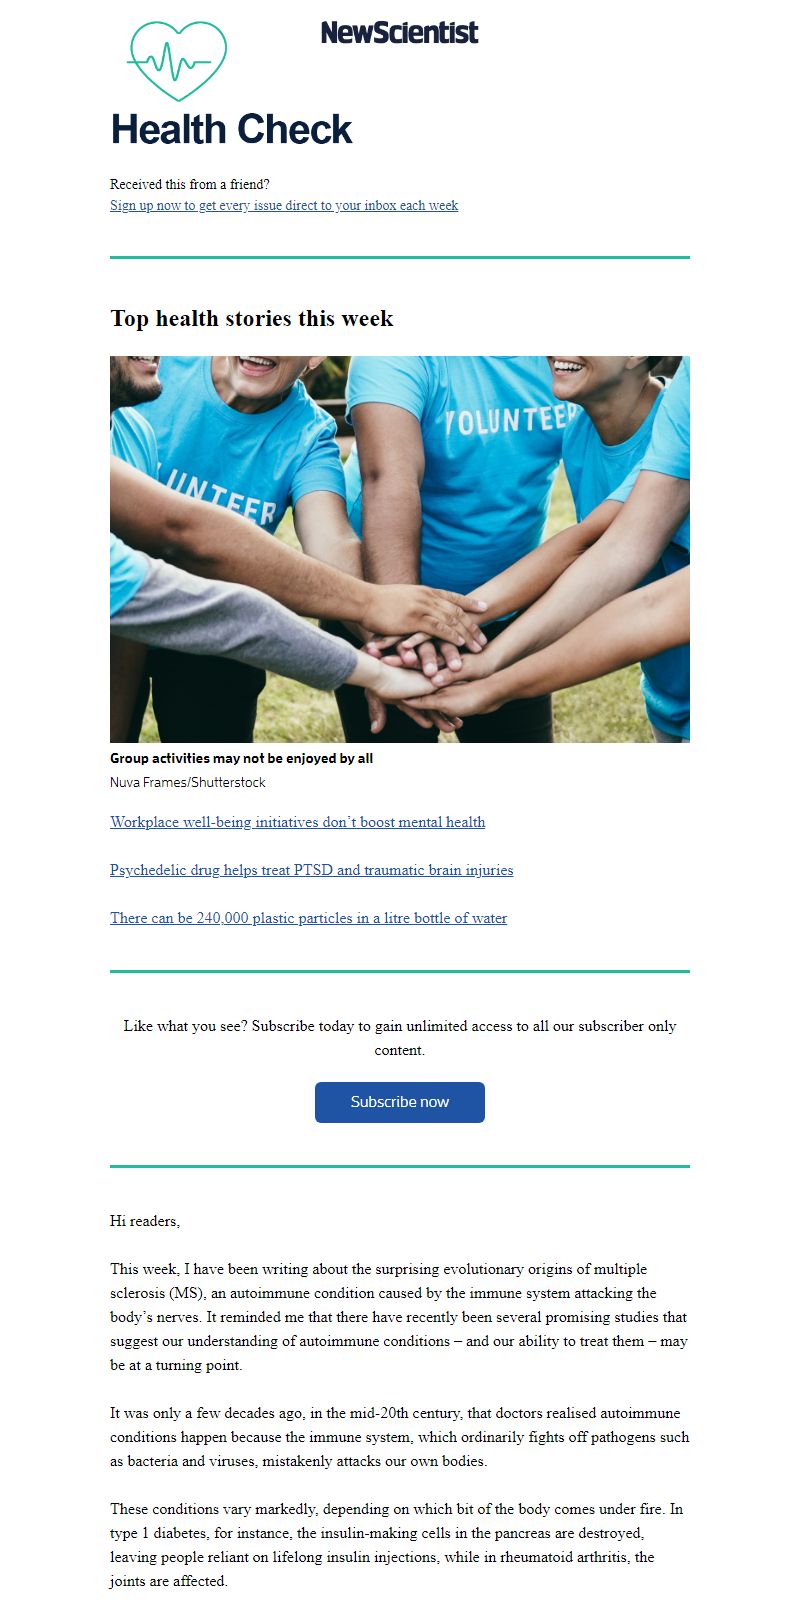 NewScientist
Health Check
Received this from a friend?
Sign up now to get every issue direct to your inbox each week
Top health stories this week
VOLUNTEER
LUNTEER
Group activities may not be enjoyed by all
Nuva Frames/Shutterstock
Workplace well-being initiatives don’t boost mental health
Psychedelic drug helps treat PTSD and traumatic brain injuries
There can be 240,000 plastic particles in a litre bottle of water
Like what you see? Subscribe today to gain unlimited access to all our subscriber only
content.
Subscribe now
Hi readers,
This week, I have been writing about the surprising evolutionary origins of multiple
sclerosis (MS), an autoimmune condition caused by the immune system attacking the
body’s nerves. It reminded me that there have recently been several promising studies that
suggest our understanding of autoimmune conditions – and our ability to treat them – may
be at a turning point.
It was only a few decades ago, in the mid-20th century, that doctors realised autoimmune
conditions happen because the immune system, which ordinarily fights off pathogens such
as bacteria and viruses, mistakenly attacks our own bodies.
These conditions vary markedly, depending on which bit of the body comes under fire. In
type 1 diabetes, for instance, the insulin-making cells in the pancreas are destroyed,
leaving people reliant on lifelong insulin injections, while in rheumatoid arthritis, the
joints are affected.